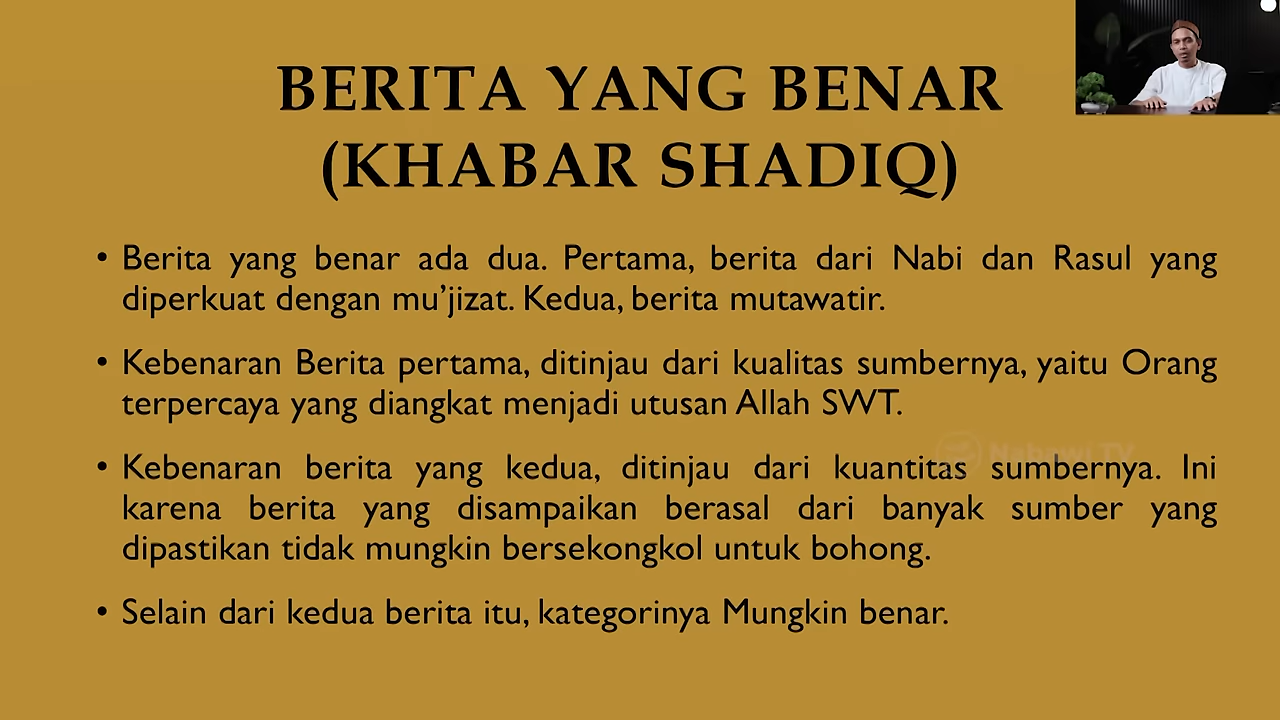 BERITA YANG BENAR
(KHABAR SHADIQ)
• Berita yang benar ada dua. Pertama, berita dari Nabi dan Rasul yang
diperkuat dengan mu’jizat. Kedua, berita mutawatir.
• Kebenaran Berita pertama, ditinjau dari kualitas sumbernya, yaitu Orang
terpercaya yang diangkat menjadi utusan Allah SWT.
Nabawi TV
• Kebenaran berita yang kedua, ditinjau dari kuantitas sumbernya. Ini
karena berita yang disampaikan berasal dari banyak sumber yang
dipastikan tidak mungkin bersekongkol untuk bohong.
• Selain dari kedua berita itu, kategorinya Mungkin benar.